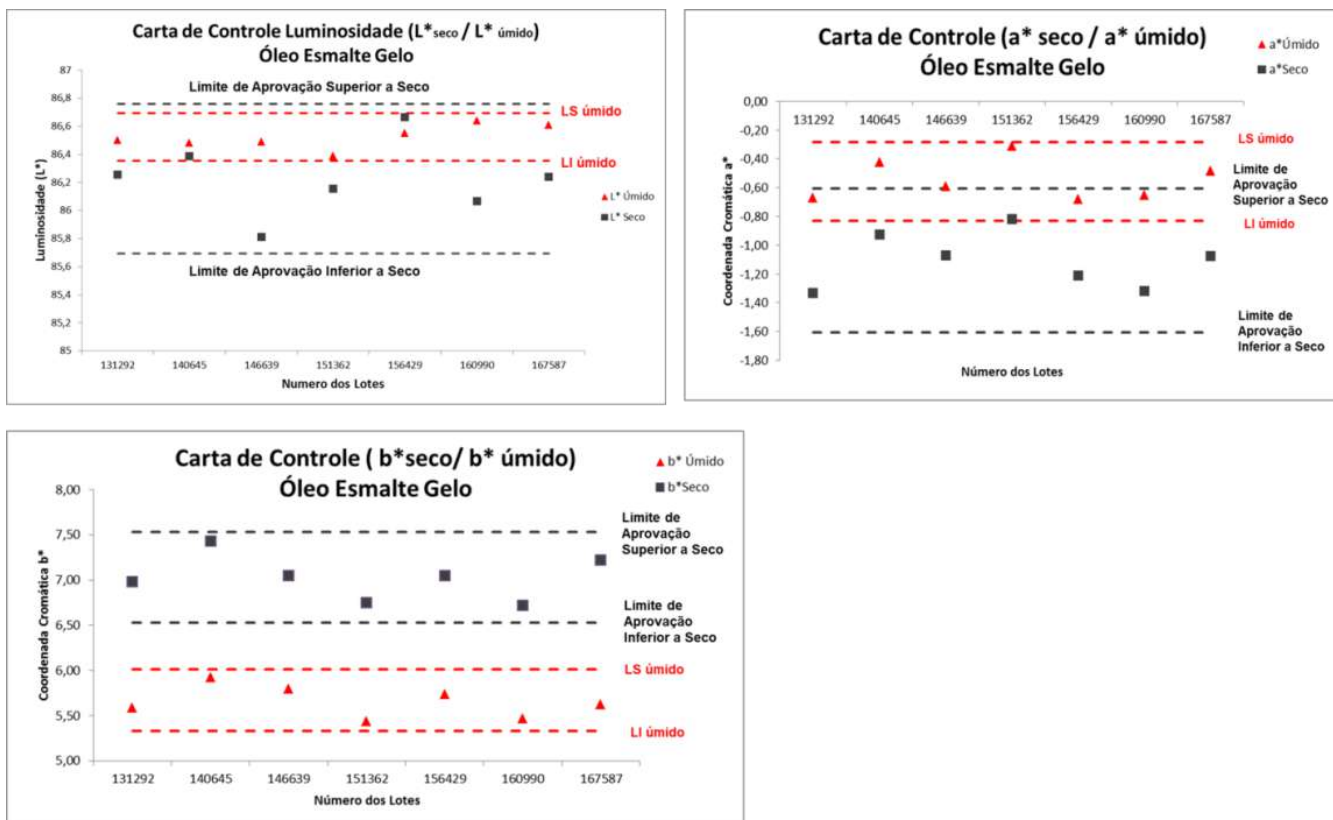 Carta de Controle Luminosidade (L*seco / L* úmido)
Óleo Esmalte Gelo
87
86,8
86,6
86,4
86,2
86
85,8
85,6
85,4
85,2
85
Luminosidade (L*)
Limite de Aprovação Superior a Seco
LS úmido
LI úmido
L* Úmido
L* Seco
Limite de Aprovação Inferior a Seco
131292 140645 146639 151362 156429 160990 167587
Numero dos Lotes
Carta de Controle (a* seco / a* úmido)
Óleo Esmalte Gelo
a*Úmido
a*Seco
0,00
-0,20
-0,40
-0,60
-0,80
-1,00
-1,20
-1,40
-1,60
-1,80
Coordenada Cromática a*
131292 140645 146639 151362 156429 160990 167587
LS úmido
Limite de
Aprovação
Superior a Seco
LI úmido
Limite de
Aprovação
Inferior a Seco
Número dos Lotes
Carta de Controle ( b*seco/ b* úmido)
Óleo Esmalte Gelo
b* Úmido
b*Seco
8,00
7,50
7,00
6,50
6,00
5,50
5,00
Coordenada Cromática b*
Limite de
Aprovação
Superior a Seco
Limite de
Aprovação
Inferior a Seco
LS úmido
LI úmido
131292 140645 146639 151362 156429 160990 167587
Número dos Lotes